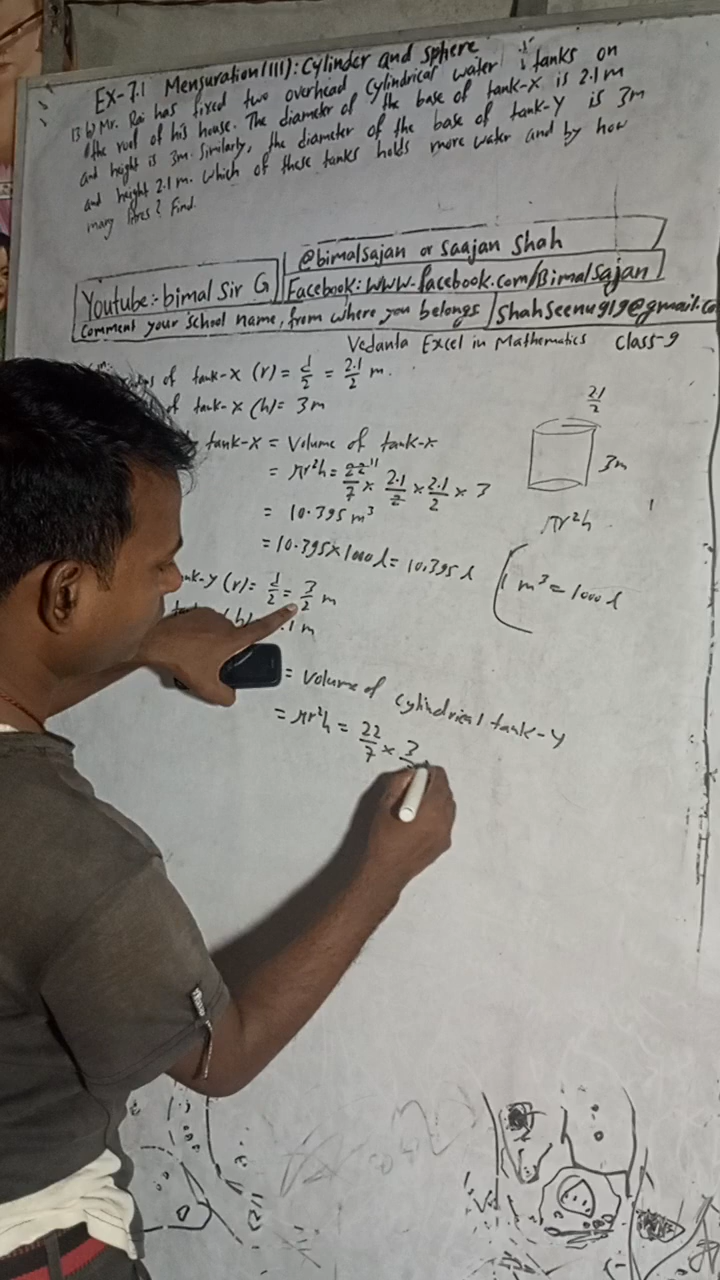 Ex-7.1 Mensuration(III): Cylinder and sphere
13 b) Mr. Rai has fixed two overhead cylindrical water tanks on
the roof of his house. The diameter of the base of tank-X is 2.1m
and height is 3m. Similarly, the diameter of the base of tank-Y is 3m
and height 2.1m. Which of these tanks holds more water and by how
many litres? Find.
@bimalsajan or Saajan Shah
Youtube:- bimal Sir G
Facebook: www.facebook.com/Bimalsajan
Comment your school name, from where you belongs
Shahseenu919@gmail.co
Vedanta Excel in Mathematics Class-9
of tank-X (r) = d/2 = 2.1/2 m.
of tank-X (h) = 3m
tank-X = Volume of tank-X
= πr²h = 22 11/7 × 2.1/2 × 2.1/2 × 3
= 10.395 m³
= 10.395×1000 l = 10,395 l
2.1/2
3m
πr²h
1 m³ = 1000 l
nk-Y (r) = d/2 = 3/2 m
(h) .1m
= Volume of cylindrical tank-Y
= πr²h = 22/7 × 3